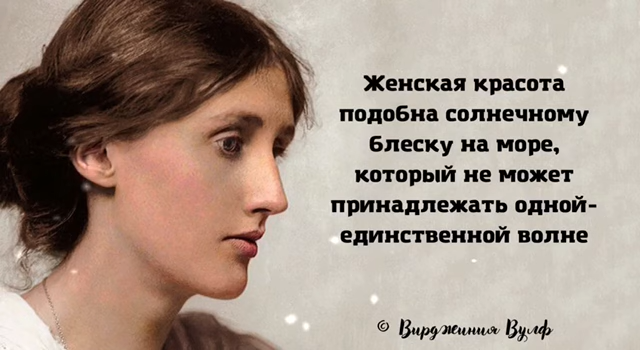 Женская красота
подобна солнечному
блеску на море,
который не может
принадлежать одной-
единственной волне
© Вирджиния Вулф